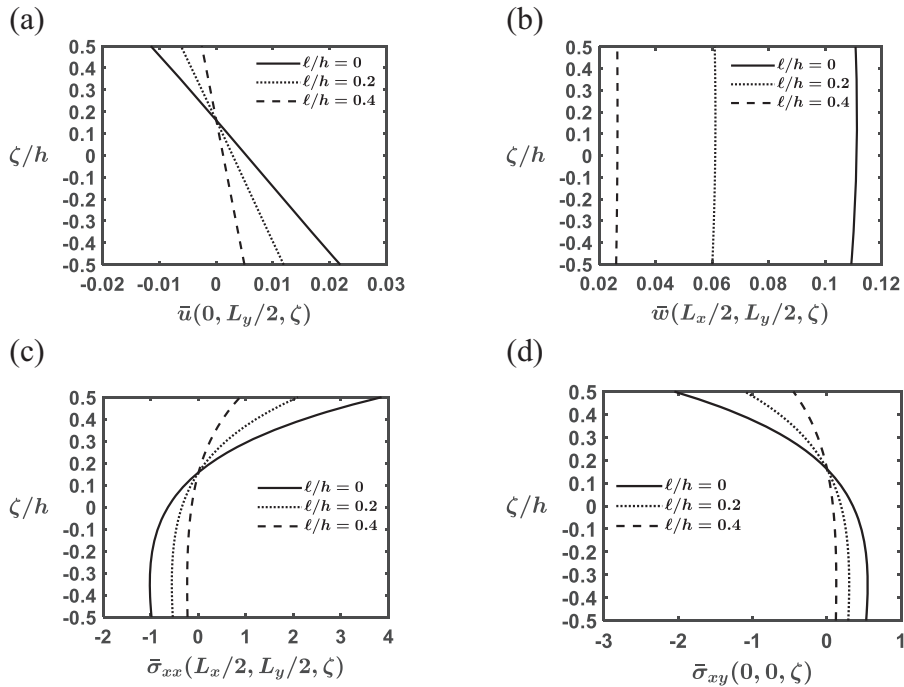 (a)
0.5
0.4
0.3
0.2
0.1
0
-0.1
-0.2
-0.3
-0.4
-0.5
ζ/h
ℓ/h = 0
ℓ/h = 0.2
ℓ/h = 0.4
-0.02 -0.01 0 0.01 0.02 0.03
ū(0, L_y/2, ζ)
(b)
0.5
0.4
0.3
0.2
0.1
0
-0.1
-0.2
-0.3
-0.4
-0.5
ζ/h
ℓ/h = 0
ℓ/h = 0.2
ℓ/h = 0.4
0.02 0.04 0.06 0.08 0.10 0.12
w̄(L_x/2, L_y/2, ζ)
(c)
0.5
0.4
0.3
0.2
0.1
0
-0.1
-0.2
-0.3
-0.4
-0.5
ζ/h
ℓ/h = 0
ℓ/h = 0.2
ℓ/h = 0.4
-2 -1 0 1 2 3 4
σ̄_xx(L_x/2, L_y/2, ζ)
(d)
0.5
0.4
0.3
0.2
0.1
0
-0.1
-0.2
-0.3
-0.4
-0.5
ζ/h
ℓ/h = 0
ℓ/h = 0.2
ℓ/h = 0.4
-3 -2 -1 0 1
σ̄_xy(0, 0, ζ)